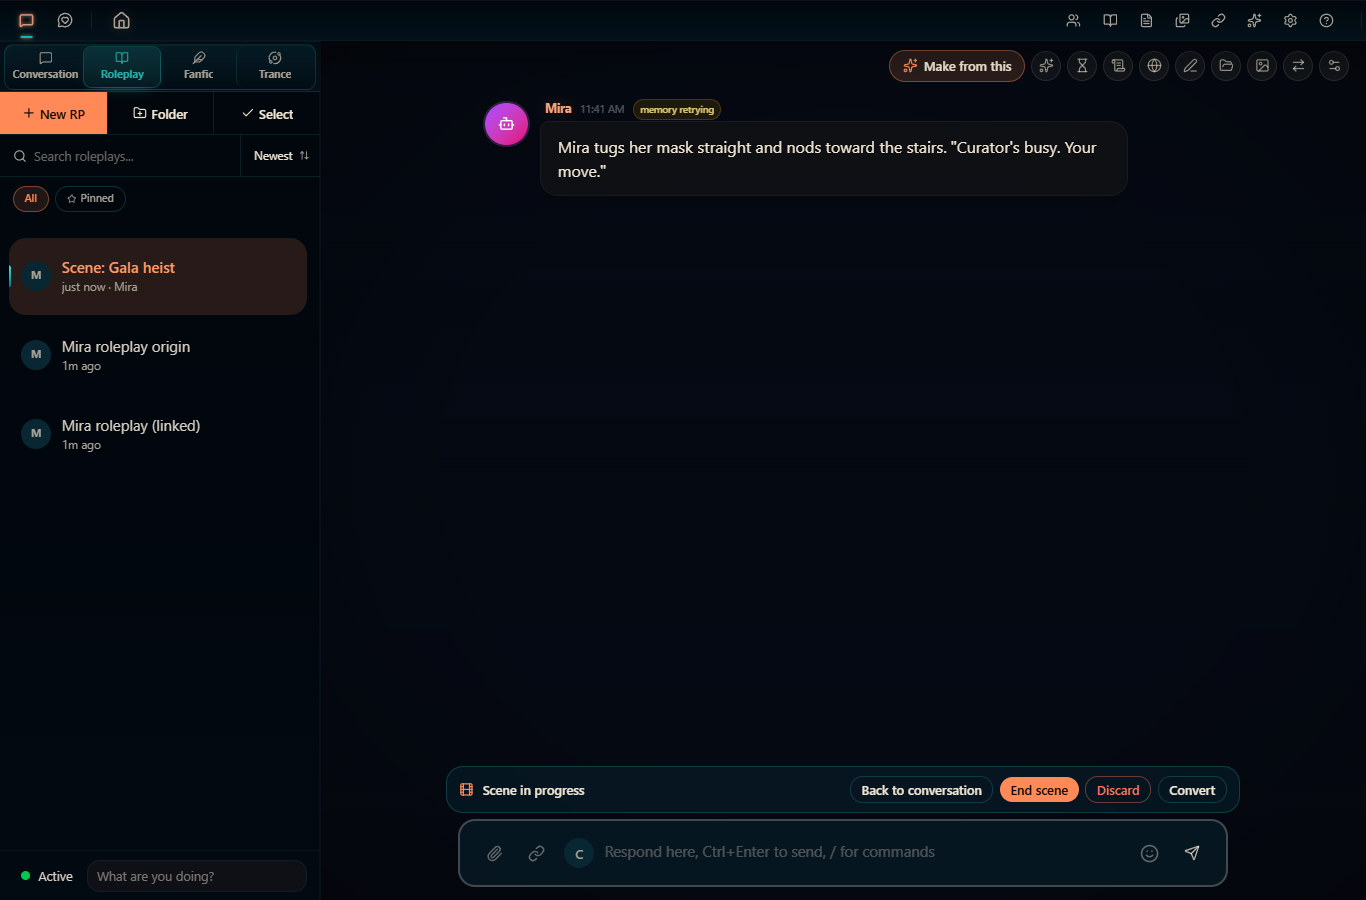 Conversation
Roleplay
Fanfic
Trance
Make from this
New RP
Folder
Select
Search roleplays...
Newest
All
Pinned
Mira 11:41 AM memory retrying
Mira tugs her mask straight and nods toward the stairs. "Curator's busy. Your
move."
M
Scene: Gala heist
just now · Mira
M
Mira roleplay origin
1m ago
M
Mira roleplay (linked)
1m ago
Scene in progress
Back to conversation
End scene
Discard
Convert
C
Respond here, Ctrl+Enter to send, / for commands
Active
What are you doing?